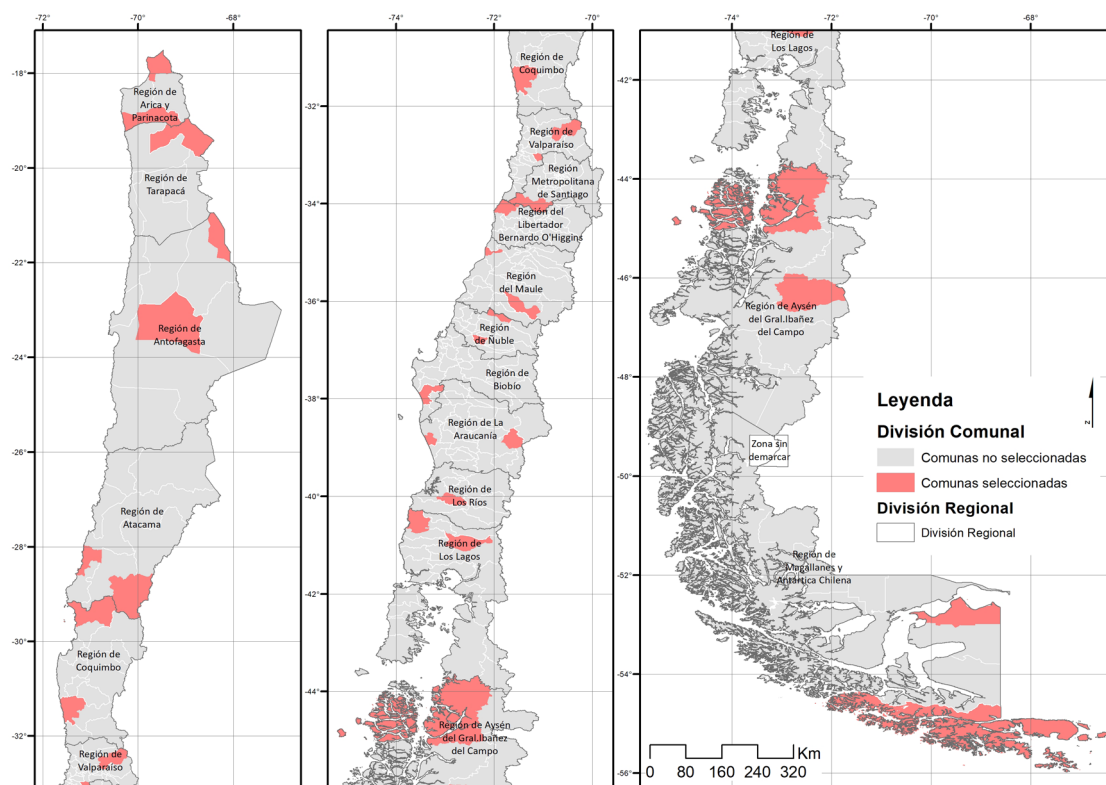 -72
-70
-68
-18°
-20
-22
-24
-26
-28
-30
-32
Región de
Arica y
Parinacota
Región de
Tarapacá
Región de
Antofagasta
Región de
Atacama
Región de
Coquimbo
Región de
Valparaíso
-74
-72
-70
-32
-34
-36
-38
-40
-42
-44
Región de
Coquimbo
Región de
Valparaíso
Región
Metropolitana
de Santiago
Región del
Libertador
Bernardo O'Higgins
Región
del Maule
Región
de Ñuble
Región de
Biobío
Región de La
Araucanía
Región de
Los Ríos
Región de
Los Lagos
Región de Aysén
del Gral.Ibañez
del Campo
-74
-72
-70
-68
-42°
-44°
-46°
-48°
-50°
-52°
-54°
-56°
Región de
Los Lagos
Región de Aysén
del Gral.Ibañez
del Campo
Zona sin
demarcar
Región de
Magallanes y
Antártica Chilena
Leyenda
División Comunal
Comunas no seleccionadas
Comunas seleccionadas
División Regional
División Regional
z
Km
0 80 160 240 320